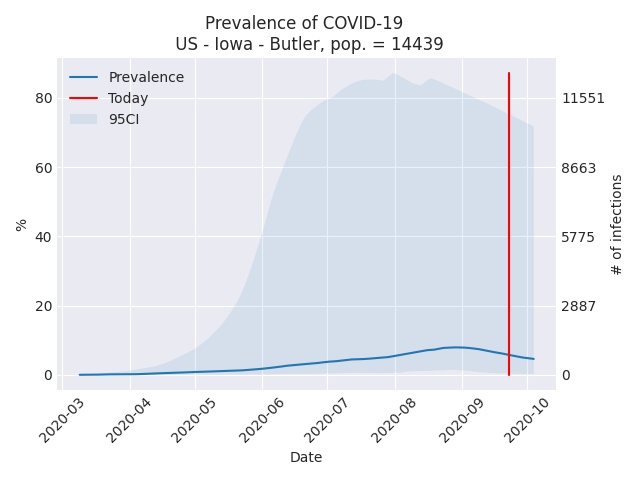 Prevalence of COVID-19
US - Iowa - Butler, pop. = 14439
Prevalence
Today
95CI
80
60
40
20
0
%
11551
8663
5775
2887
0
# of infections
2020-03
2020-04
2020-05
2020-06
2020-07
2020-08
2020-09
2020-10
Date